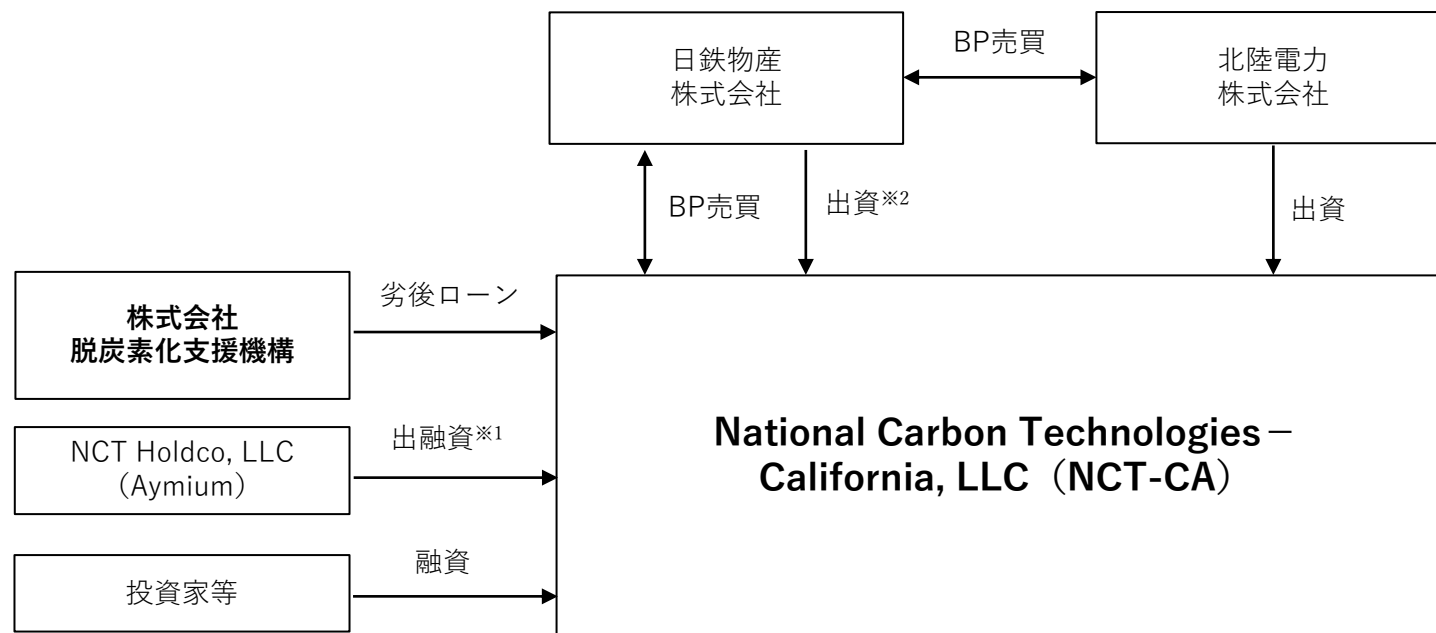 日鉄物産
株式会社
BP売買
北陸電力
株式会社
BP売買
出資※2
出資
株式会社
脱炭素化支援機構
劣後ローン
NCT Holdco, LLC
（Aymium）
出融資※1
投資家等
融資
National Carbon Technologies－
California, LLC（NCT-CA）